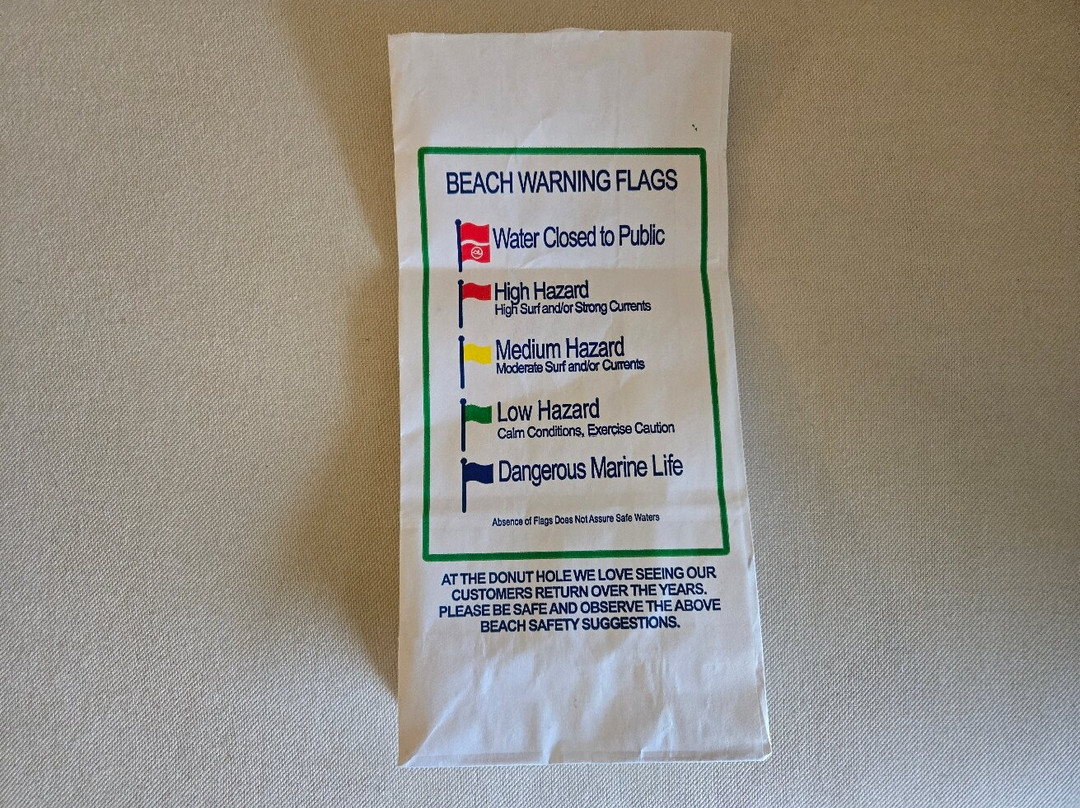 BEACH WARNING FLAGS
Water Closed to Public
High Hazard
High Surf and/or Strong Currents
Medium Hazard
Moderate Surf and/or Currents
Low Hazard
Calm Conditions, Exercise Caution
Dangerous Marine Life
Absence of Flags Does Not Assure Safe Waters
AT THE DONUT HOLE WE LOVE SEEING OUR
CUSTOMERS RETURN OVER THE YEARS.
PLEASE BE SAFE AND OBSERVE THE ABOVE
BEACH SAFETY SUGGESTIONS.